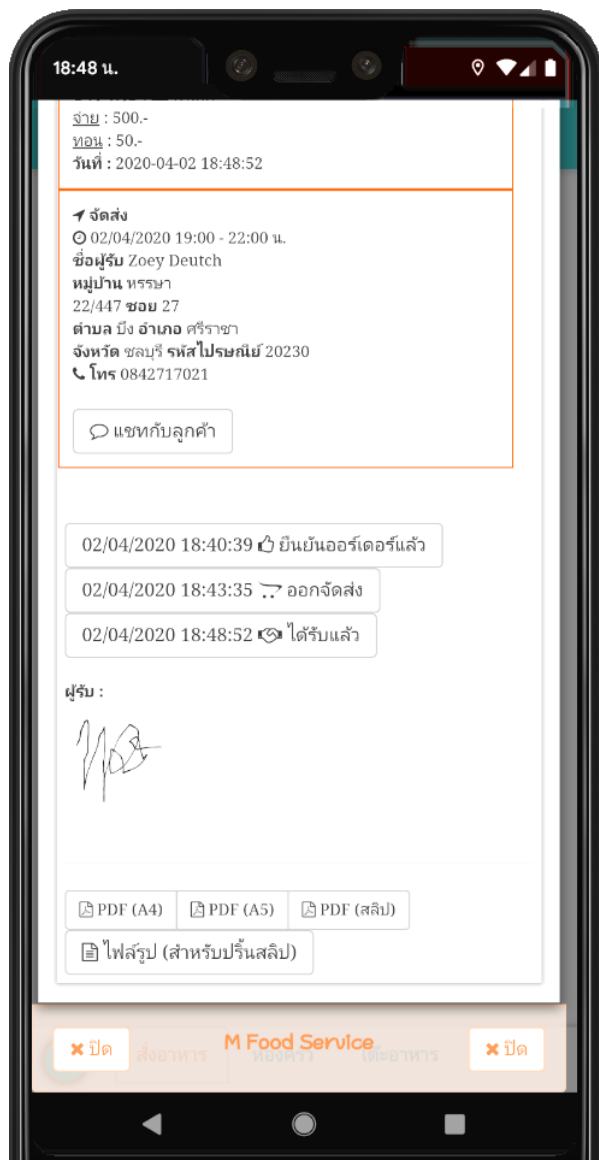 18:48 น.
จ่าย : 500.-
ทอน : 50.-
วันที่ : 2020-04-02 18:48:52
จัดส่ง
02/04/2020 19:00 - 22:00 น.
ชื่อผู้รับ Zoey Deutch
หมู่บ้าน หรรษา
22/447 ซอย 27
ตำบล บึง อำเภอ ศรีราชา
จังหวัด ชลบุรี รหัสไปรษณีย์ 20230
โทร 0842717021
แชทกับลูกค้า
02/04/2020 18:40:39 ยืนยันออร์เดอร์แล้ว
02/04/2020 18:43:35 ออกจัดส่ง
02/04/2020 18:48:52 ได้รับแล้ว
ผู้รับ :
PDF (A4) PDF (A5) PDF (สลิป)
ไฟล์รูป (สำหรับปริ้นสลิป)
ปิด สั่งอาหาร M Food Service ห้องครัว โต๊ะอาหาร ปิด